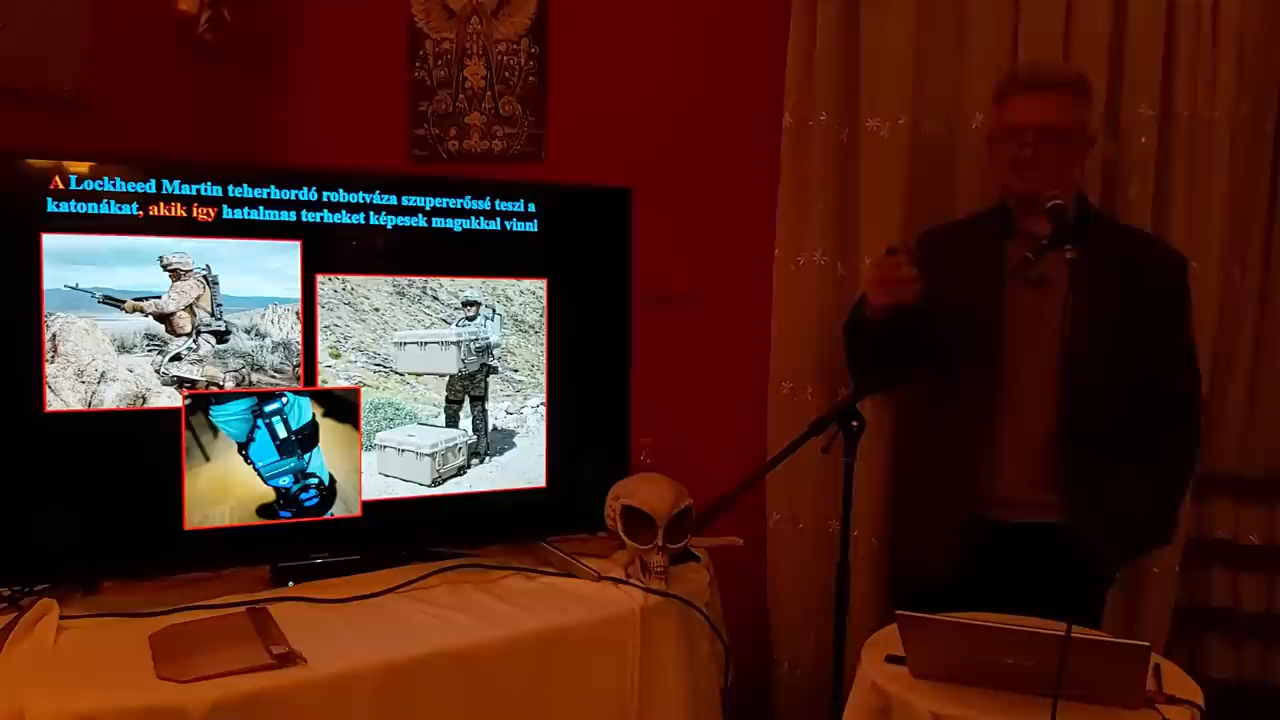 A Lockheed Martin teherhordó robotváza szupererőssé teszi a
katonákat, akik így hatalmas terheket képesek magukkal vinni